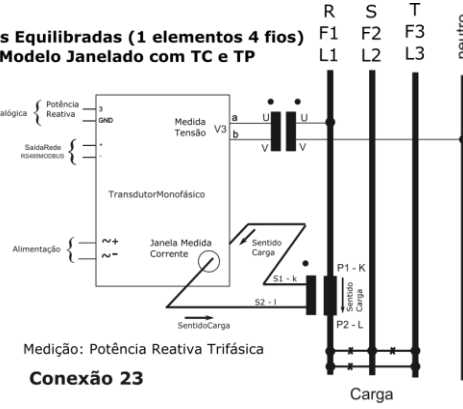 R S T
s Equilibradas (1 elementos 4 fios)
F1 F2 F3
Modelo Janelado com TC e TP
L1 L2 L3
neutro
alógica
Potência
Reativa
3
GND
Medida
Tensão
V3
a
b
U
U
V
V
SaídaRede
RS485MODBUS
+
-
TransdutorMonofásico
Alimentação
~+
~-
Janela Medida
Corrente
Sentido
Carga
S1 - k
S2 - l
SentidoCarga
P1 - K
Sentido
Carga
P2 - L
Medição: Potência Reativa Trifásica
Conexão 23
Carga